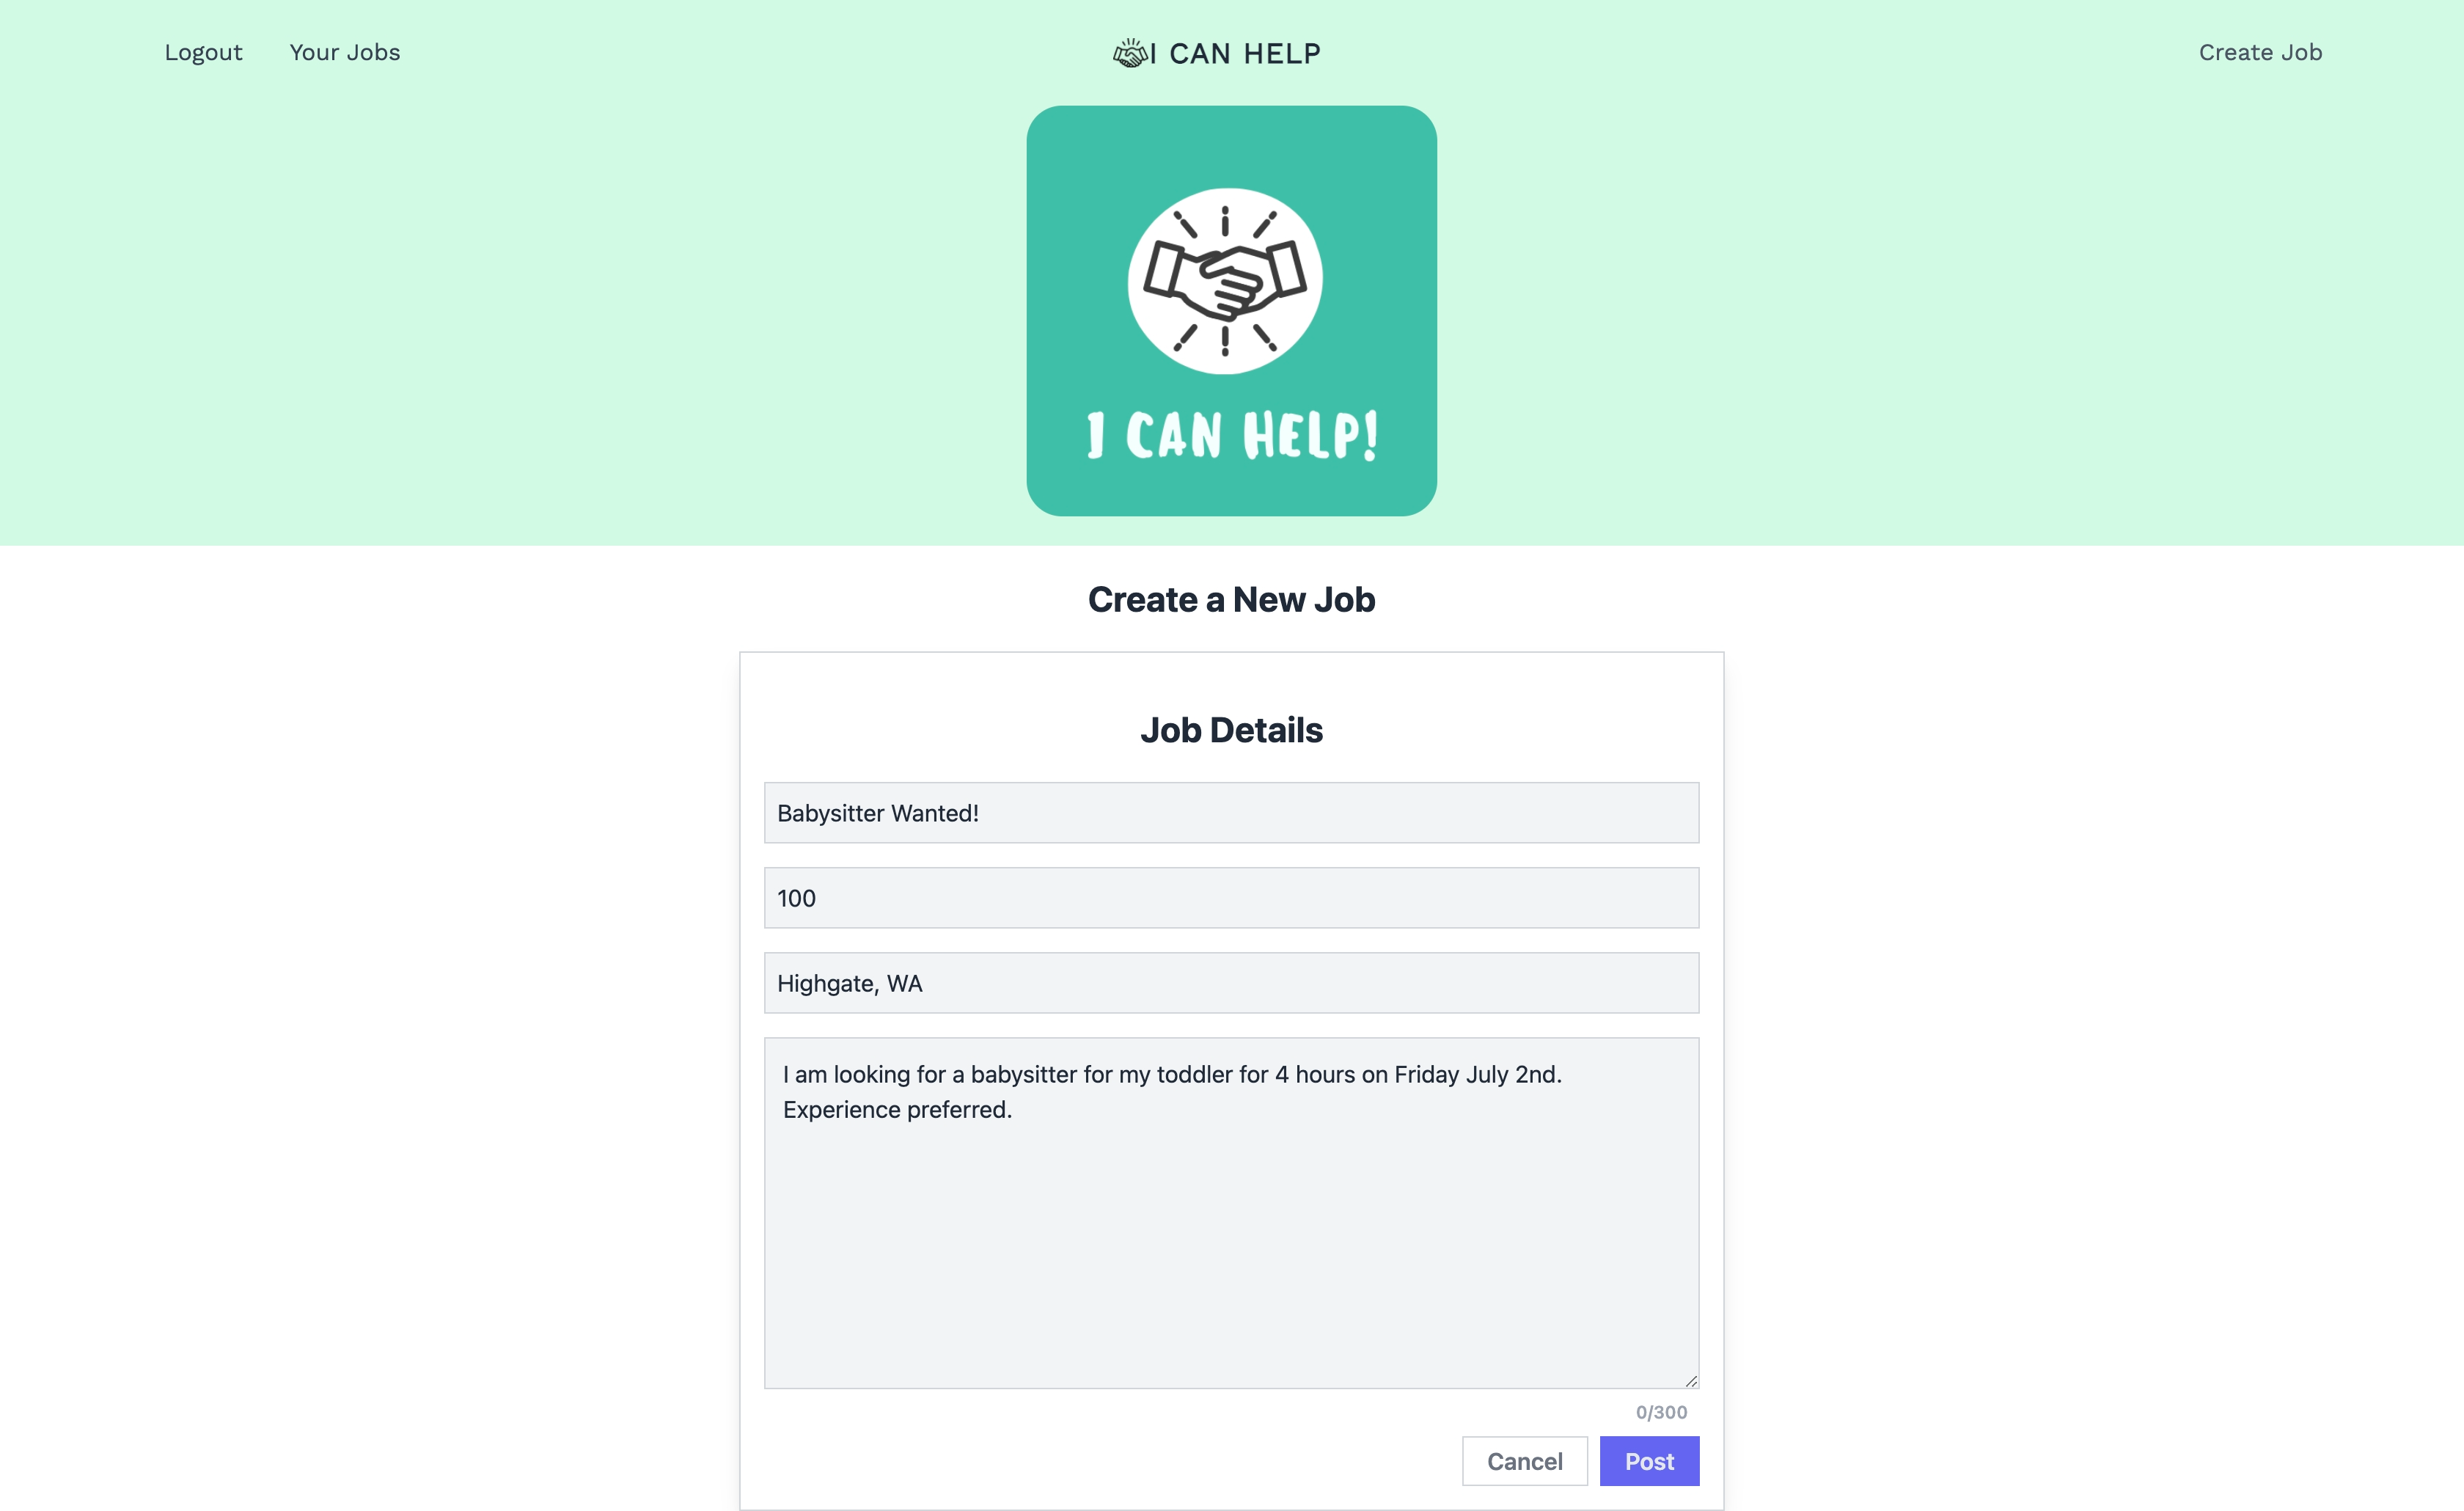 Logout
Your Jobs
I CAN HELP
Create Job
I CAN HELP!
Create a New Job
Job Details
Babysitter Wanted!
100
Highgate, WA
I am looking for a babysitter for my toddler for 4 hours on Friday July 2nd.
Experience preferred.
0/300
Cancel
Post